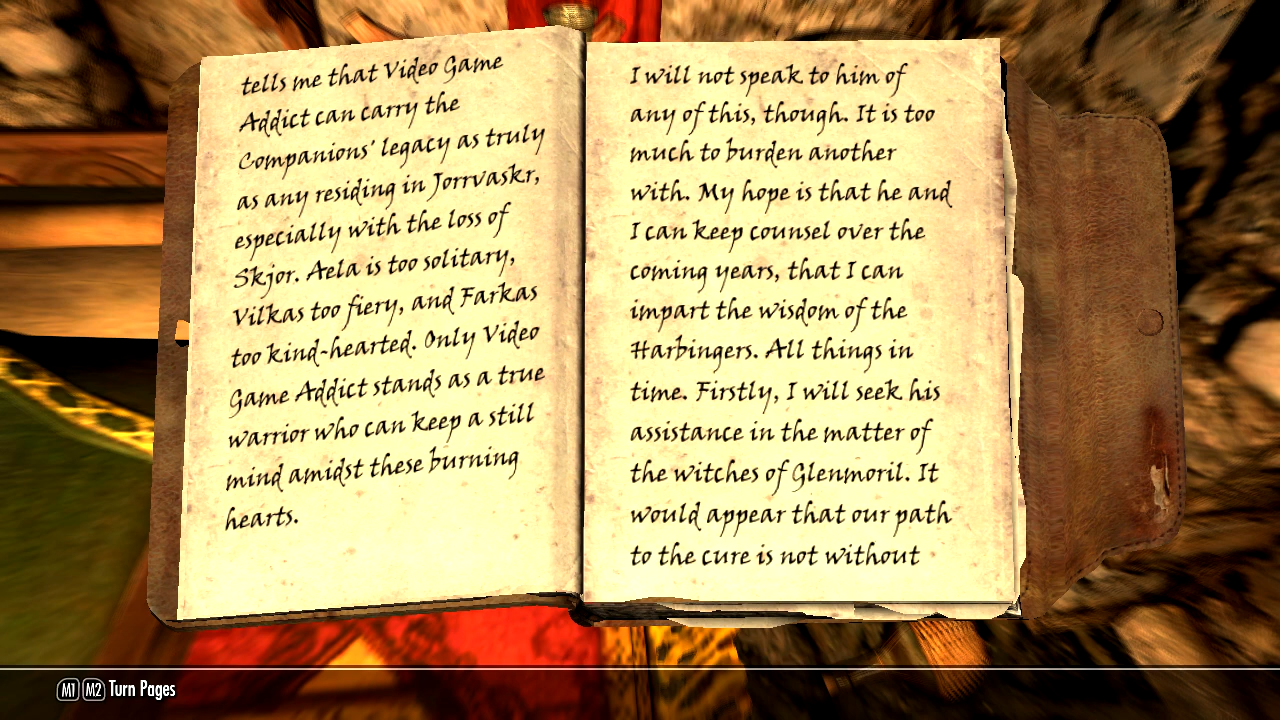 tells me that Video Game
Addict can carry the
Companions' legacy as truly
as any residing in Jorrvaskr,
especially with the loss of
Skjor. Aela is too solitary,
Vilkas too fiery, and Farkas
too kind-hearted. Only Video
Game Addict stands as a true
warrior who can keep a still
mind amidst these burning
hearts.
I will not speak to him of
any of this, though. It is too
much to burden another
with. My hope is that he and
I can keep counsel over the
coming years, that I can
impart the wisdom of the
Harbingers. All things in
time. Firstly, I will seek his
assistance in the matter of
the witches of Glenmoril. It
would appear that our path
to the cure is not without
M1 M2 Turn Pages